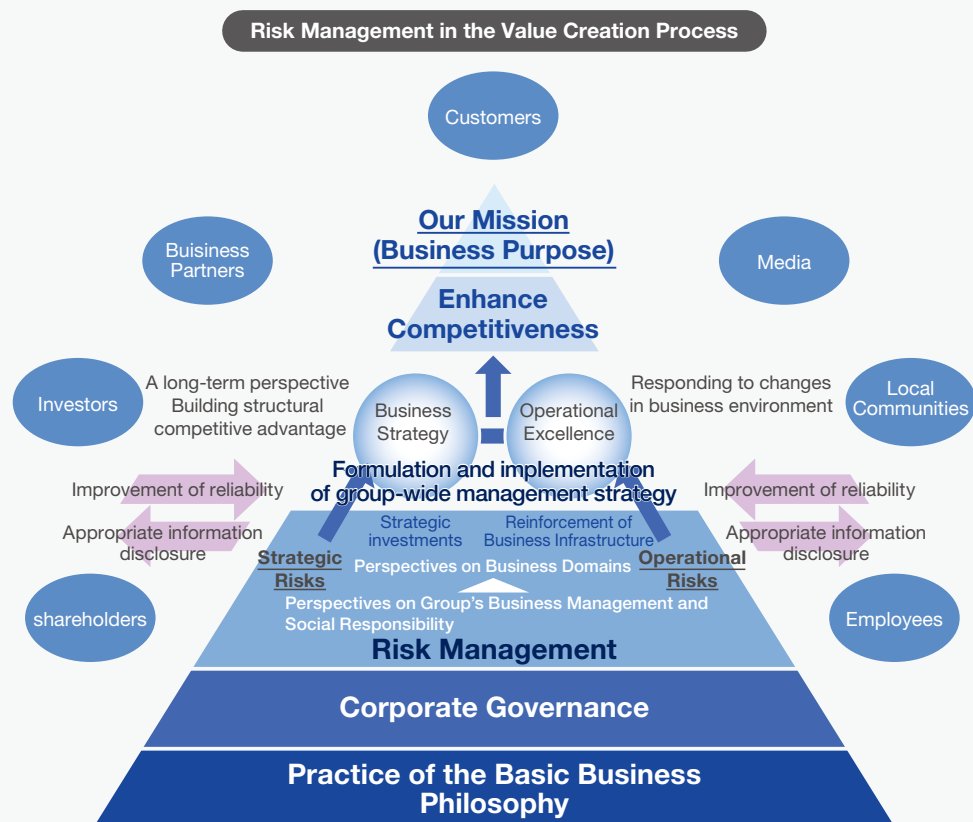 Risk Management in the Value Creation Process
Customers
Our Mission
(Business Purpose)
Buisiness
Partners
Media
Enhance
Competitiveness
Investors
A long-term perspective
Building structural
competitive advantage
Business
Strategy
Operational
Excellence
Responding to changes
in business environment
Local
Communities
Formulation and implementation
of group-wide management strategy
Improvement of reliability
Appropriate information
disclosure
Improvement of reliability
Appropriate information
disclosure
Strategic
investments
Reinforcement of
Business Infrastructure
Strategic
Risks
Perspectives on Business Domains
Operational
Risks
Perspectives on Group's Business Management and
Social Responsibility
shareholders
Employees
Risk Management
Corporate Governance
Practice of the Basic Business
Philosophy